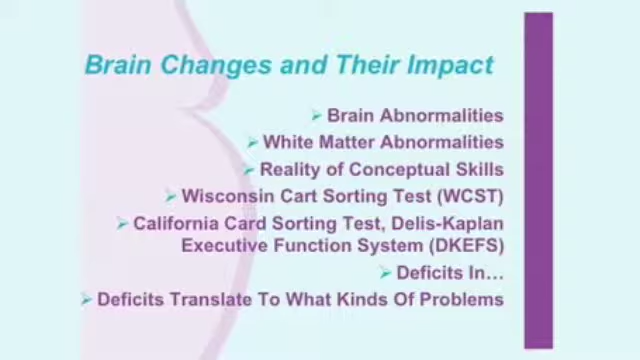 Brain Changes and Their Impact
Brain Abnormalities
White Matter Abnormalities
Reality of Conceptual Skills
Wisconsin Cart Sorting Test (WCST)
California Card Sorting Test, Delis-Kaplan
Executive Function System (DKEFS)
Deficits In…
Deficits Translate To What Kinds Of Problems